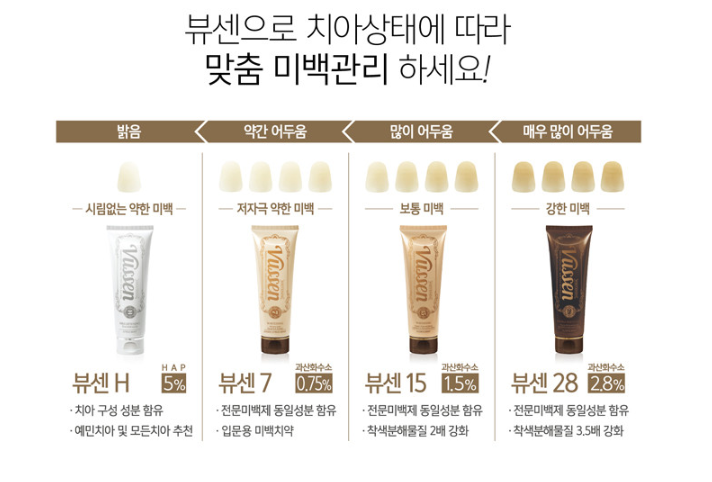 뷰센으로 치아상태에 따라
맞춤 미백관리 하세요!
밝음
약간 어두움
많이 어두움
매우 많이 어두움
시림없는 약한 미백
저자극 약한 미백
보통 미백
강한 미백
Vussen
Vussen
Vussen
Vussen
뷰센 H
H A P
5%
뷰센 7
과산화수소
0.75%
뷰센 15
과산화수소
1.5%
뷰센 28
과산화수소
2.8%
· 치아 구성 성분 함유
· 예민치아 및 모든치아 추천
· 전문미백제 동일성분 함유
· 입문용 미백치약
· 전문미백제 동일성분 함유
· 착색분해물질 2배 강화
· 전문미백제 동일성분 함유
· 착색분해물질 3.5배 강화